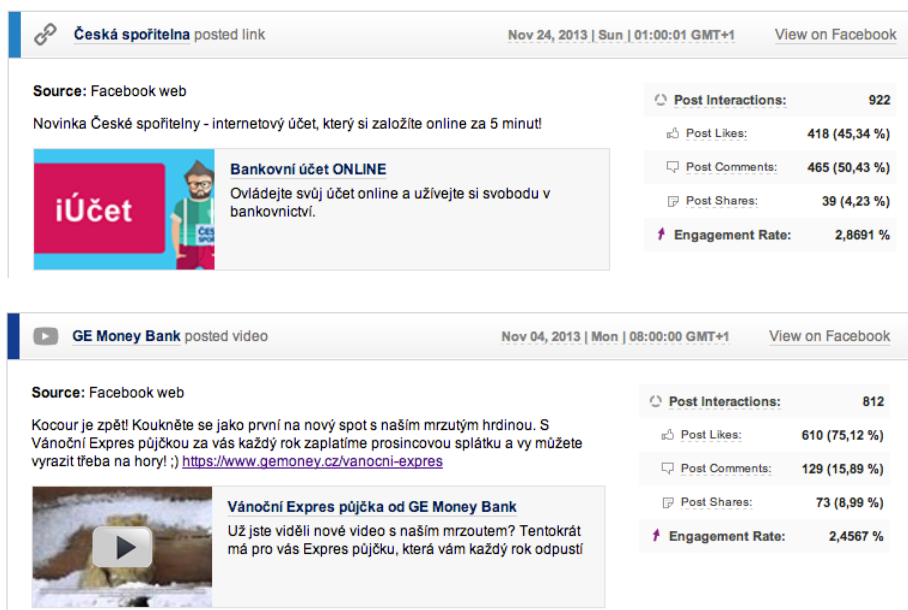 Česká spořitelna posted link Nov 24, 2013 | Sun | 01:00:01 GMT+1 View on Facebook
Source: Facebook web
Novinka České spořitelny - internetový účet, který si založíte online za 5 minut!
iÚčet
Bankovní účet ONLINE
Ovládejte svůj účet online a užívejte si svobodu v
bankovnictví.
Post Interactions: 922
Post Likes: 418 (45,34 %)
Post Comments: 465 (50,43 %)
Post Shares: 39 (4,23 %)
Engagement Rate: 2,8691 %
GE Money Bank posted video Nov 04, 2013 | Mon | 08:00:00 GMT+1 View on Facebook
Source: Facebook web
Kocour je zpět! Koukněte se jako první na nový spot s naším mrzutým hrdinou. S
Vánoční Expres půjčkou za vás každý rok zaplatíme prosincovou splátku a vy můžete
vyrazit třeba na hory! ;) https://www.gemoney.cz/vanocni-expres
Vánoční Expres půjčka od GE Money Bank
Už jste viděli nové video s naším mrzoutem? Tentokrát
má pro vás Expres půjčku, která vám každý rok odpustí
Post Interactions: 812
Post Likes: 610 (75,12 %)
Post Comments: 129 (15,89 %)
Post Shares: 73 (8,99 %)
Engagement Rate: 2,4567 %